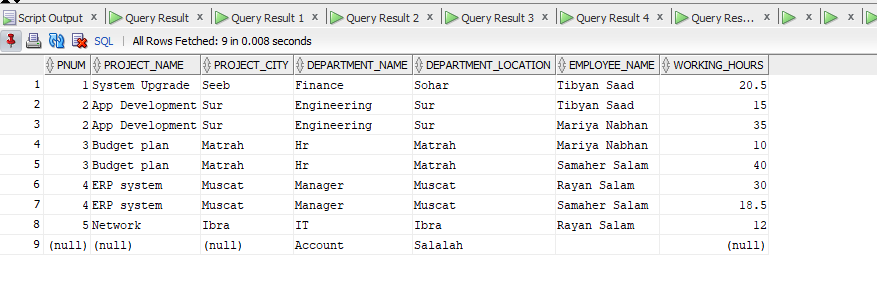 Script Output x Query Result x Query Result 1 x Query Result 2 x Query Result 3 x Query Result 4 x Query Res... x x x
SQL | All Rows Fetched: 9 in 0.008 seconds
PNUM PROJECT_NAME PROJECT_CITY DEPARTMENT_NAME DEPARTMENT_LOCATION EMPLOYEE_NAME WORKING_HOURS
1 1 System Upgrade Seeb Finance Sohar Tibyan Saad 20.5
2 2 App Development Sur Engineering Sur Tibyan Saad 15
3 2 App Development Sur Engineering Sur Mariya Nabhan 35
4 3 Budget plan Matrah Hr Matrah Mariya Nabhan 10
5 3 Budget plan Matrah Hr Matrah Samaher Salam 40
6 4 ERP system Muscat Manager Muscat Rayan Salam 30
7 4 ERP system Muscat Manager Muscat Samaher Salam 18.5
8 5 Network Ibra IT Ibra Rayan Salam 12
9 (null) (null) (null) Account Salalah (null)